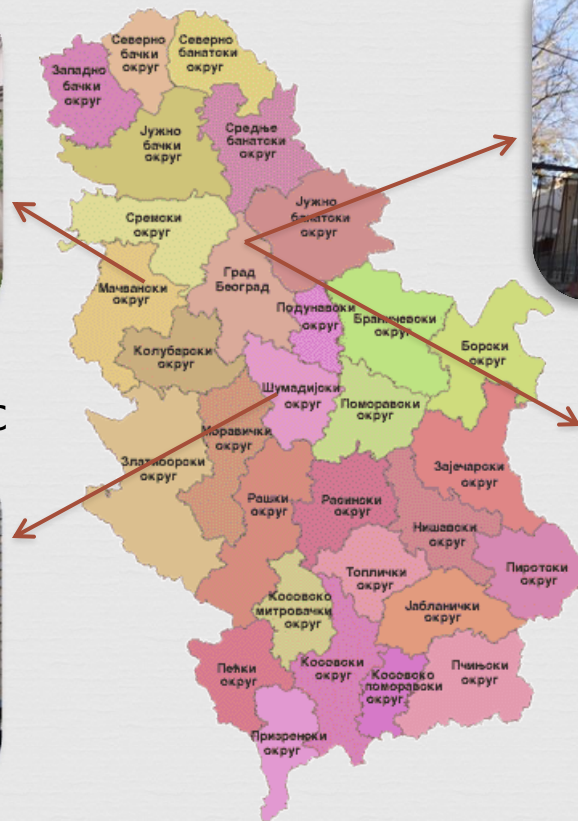 Северно
бачки
округ
Северно
банатски
округ
Западно
бачки
округ
Јужно
бачки
округ
Средње
банатски
округ
Јужно
банатски
округ
Сремски
округ
Град
Београд
Мачвански
округ
Подунавски
округ
Браничевски
округ
Борски
округ
Колубарски
округ
Шумадијски
округ
Поморавски
округ
С
Моравички
округ
Златиборски
округ
Зајечарски
округ
Рашки
округ
Расински
округ
Нишавски
округ
Топлички
округ
Пиротски
округ
Косовско
митровачки
округ
Јабланички
округ
Пећки
округ
Косовски
округ
Косовско
поморавски
округ
Пчињски
округ
Призренски
округ